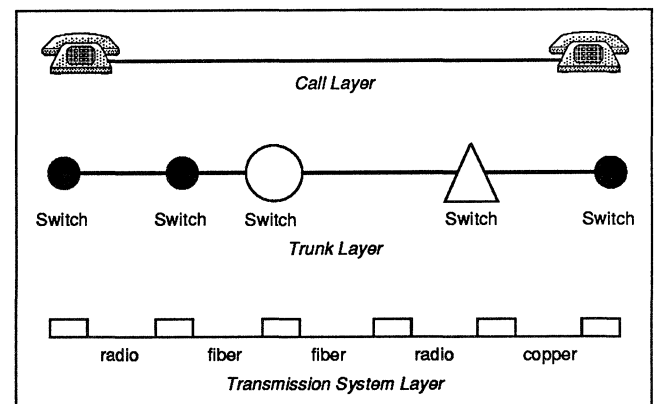 Call Layer
Switch Switch Switch Switch Switch
Trunk Layer
radio fiber fiber radio copper
Transmission System Layer